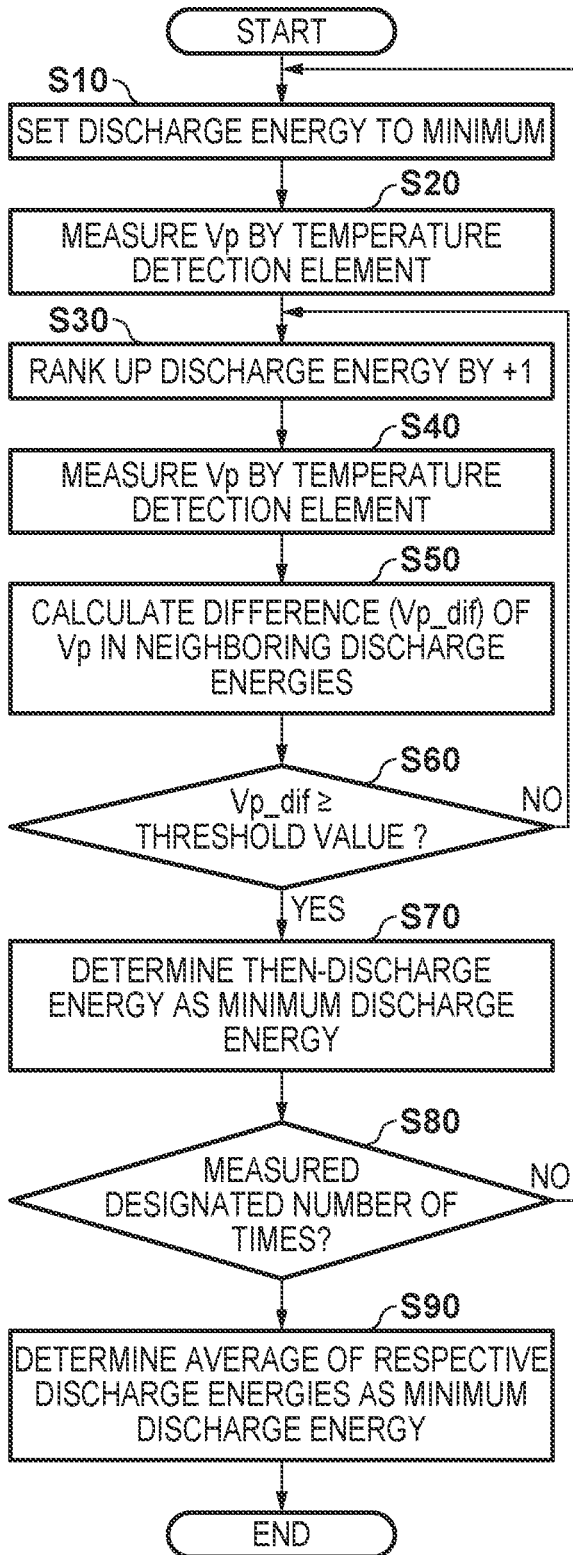 START
S10
SET DISCHARGE ENERGY TO MINIMUM
S20
MEASURE Vp BY TEMPERATURE
DETECTION ELEMENT
S30
RANK UP DISCHARGE ENERGY BY +1
S40
MEASURE Vp BY TEMPERATURE
DETECTION ELEMENT
S50
CALCULATE DIFFERENCE (Vp_dif) OF
Vp IN NEIGHBORING DISCHARGE
ENERGIES
S60
Vp_dif ≥
THRESHOLD VALUE ?
NO
YES
S70
DETERMINE THEN-DISCHARGE
ENERGY AS MINIMUM DISCHARGE
ENERGY
S80
MEASURED
DESIGNATED NUMBER OF
TIMES?
NO
S90
DETERMINE AVERAGE OF RESPECTIVE
DISCHARGE ENERGIES AS MINIMUM
DISCHARGE ENERGY
END